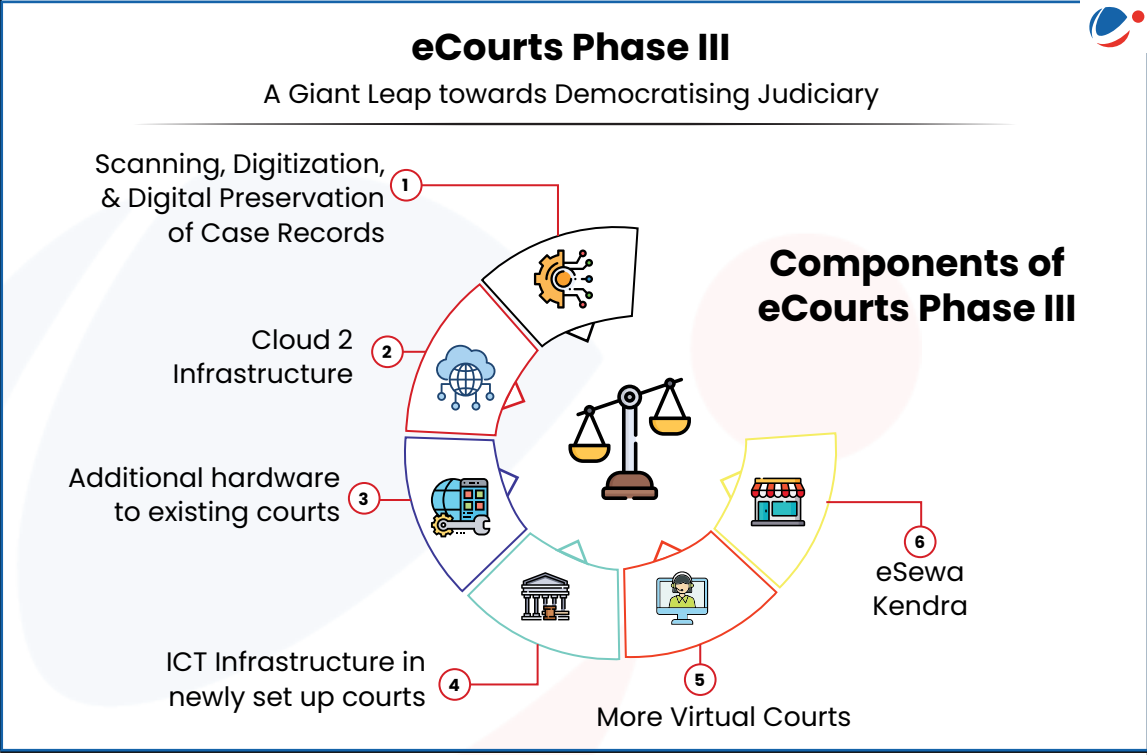 eCourts Phase III
A Giant Leap towards Democratising Judiciary
Scanning, Digitization,
& Digital Preservation
of Case Records
1
Components of
eCourts Phase III
Cloud 2
Infrastructure
2
Additional hardware
to existing courts
3
ICT Infrastructure in
newly set up courts
4
5
More Virtual Courts
6
eSewa
Kendra